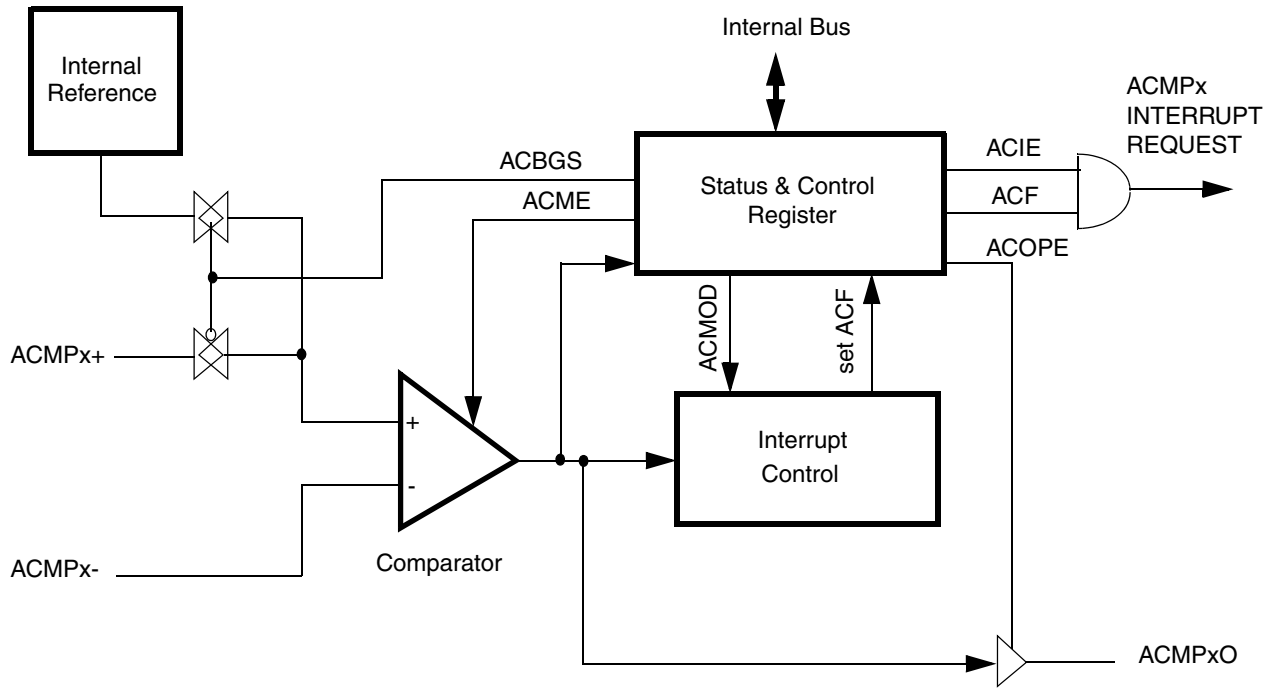 Internal Bus
Internal
Reference
ACMPx
INTERRUPT
REQUEST
ACBGS
ACME
Status & Control
Register
ACIE
ACF
ACOPE
ACMOD
set ACF
ACMPx+
+
-
Interrupt
Control
Comparator
ACMPx-
ACMPxO